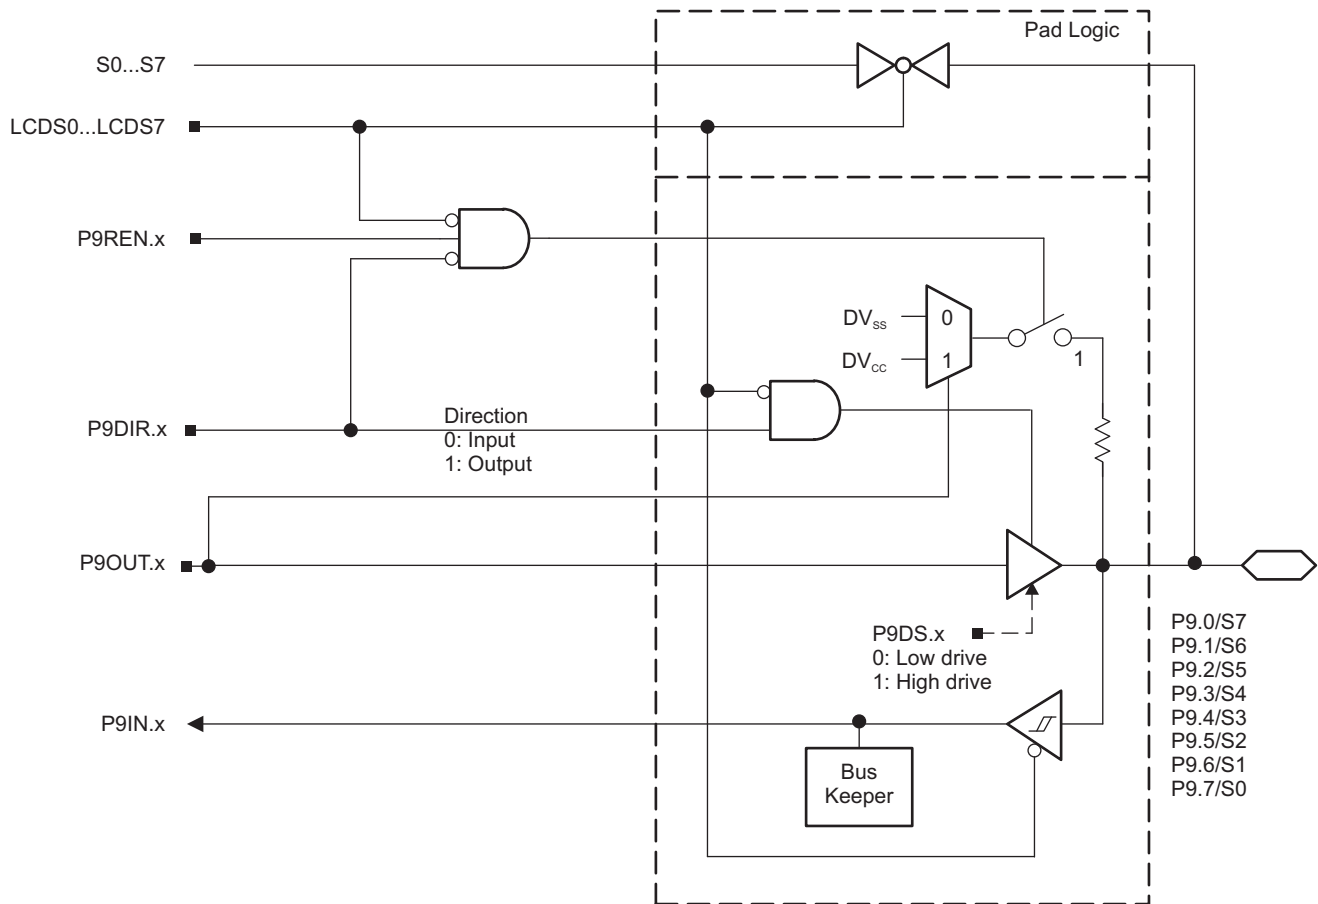 Pad Logic
S0...S7
LCDS0...LCDS7
P9REN.x
DVSS
0
DVCC
1
1
P9DIR.x
Direction
0: Input
1: Output
P9OUT.x
P9DS.x
0: Low drive
1: High drive
P9IN.x
Bus
Keeper
P9.0/S7
P9.1/S6
P9.2/S5
P9.3/S4
P9.4/S3
P9.5/S2
P9.6/S1
P9.7/S0